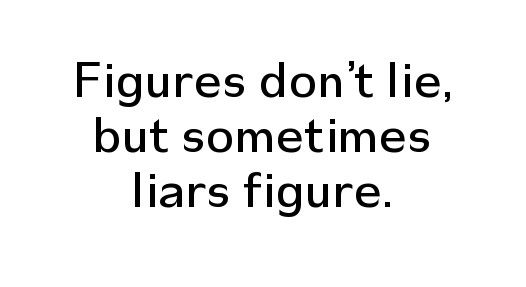 Figures don't lie,
but sometimes
liars figure.